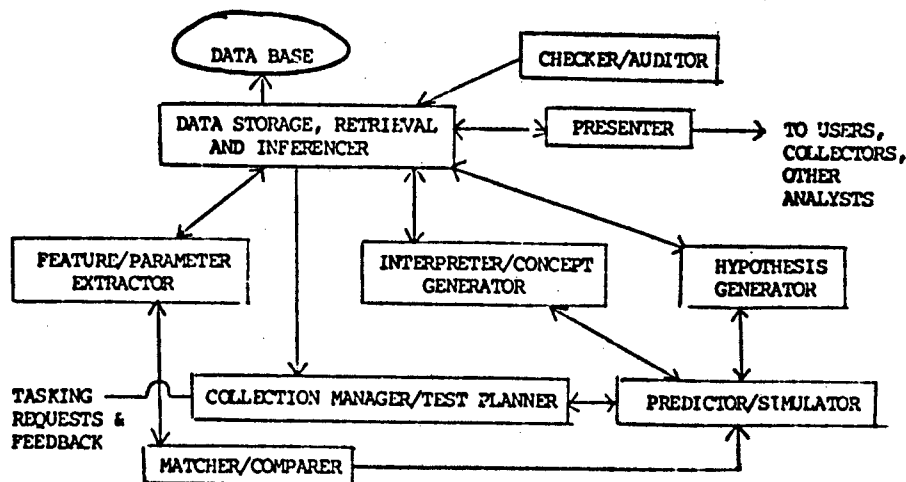 DATA BASE
CHECKER/AUDITOR
DATA STORAGE, RETRIEVAL
AND INFERENCER
PRESENTER
TO USERS,
COLLECTORS,
OTHER
ANALYSTS
FEATURE/PARAMETER
EXTRACTOR
INTERPRETER/CONCEPT
GENERATOR
HYPOTHESIS
GENERATOR
TASKING
REQUESTS &
FEEDBACK
COLLECTION MANAGER/TEST PLANNER
PREDICTOR/SIMULATOR
MATCHER/COMPARER